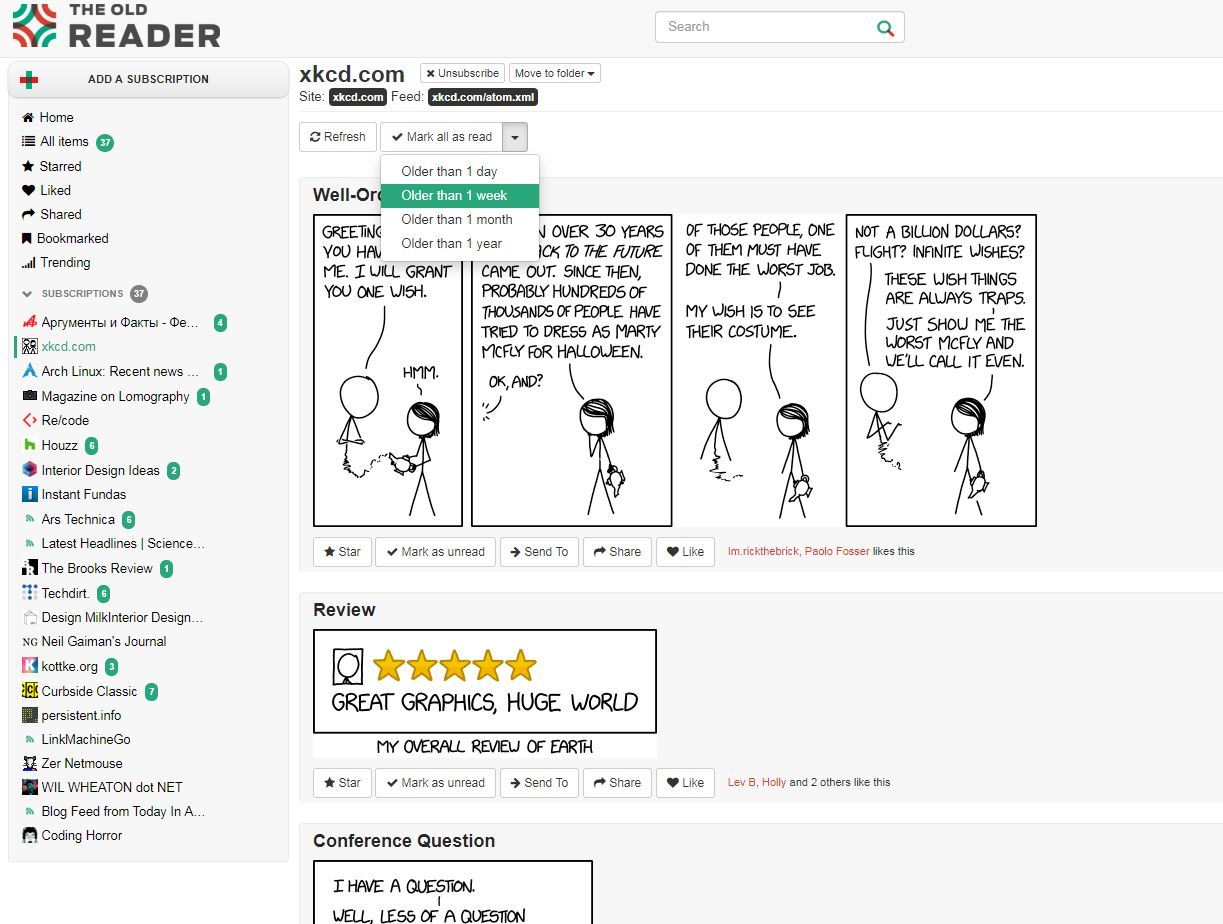 THE OLD
READER
Search
ADD A SUBSCRIPTION
Home
All items 37
Starred
Liked
Shared
Bookmarked
Trending
SUBSCRIPTIONS 37
Аргументы и Факты - Фе... 4
xkcd.com
Arch Linux: Recent news ... 1
Magazine on Lomography 1
Re/code
Houzz 6
Interior Design Ideas 2
Instant Fundas
Ars Technica 6
Latest Headlines | Science...
The Brooks Review 1
Techdirt. 6
Design MilkInterior Design...
NG Neil Gaiman's Journal
kottke.org 3
Curbside Classic 7
persistent.info
LinkMachineGo
Zer Netmouse
WIL WHEATON dot NET
Blog Feed from Today In A...
Coding Horror
xkcd.com Unsubscribe Move to folder
Site: xkcd.com Feed: xkcd.com/atom.xml
Refresh Mark all as read
Older than 1 day
Older than 1 week
Older than 1 month
Older than 1 year
Well-Or
GREETING
YOU HAV
ME. I WILL GRANT
YOU ONE WISH.
HMM.
OVER 30 YEARS
ACK TO THE FUTURE
CAME OUT. SINCE THEN,
PROBABLY HUNDREDS OF
THOUSANDS OF PEOPLE HAVE
TRIED TO DRESS AS MARTY
MCFLY FOR HALLOWEEN.
OK, AND?
OF THOSE PEOPLE, ONE
OF THEM MUST HAVE
DONE THE WORST JOB.
MY WISH IS TO SEE
THEIR COSTUME.
NOT A BILLION DOLLARS?
FLIGHT? INFINITE WISHES?
THESE WISH THINGS
ARE ALWAYS TRAPS.
JUST SHOW ME THE
WORST MCFLY AND
WE'LL CALL IT EVEN.
Star Mark as unread Send To Share Like Im.rickthebrick, Paolo Fosser likes this
Review
GREAT GRAPHICS, HUGE WORLD
MY OVERALL REVIEW OF EARTH
Star Mark as unread Send To Share Like Lev B, Holly and 2 others like this
Conference Question
I HAVE A QUESTION.
WELL, LESS OF A QUESTION